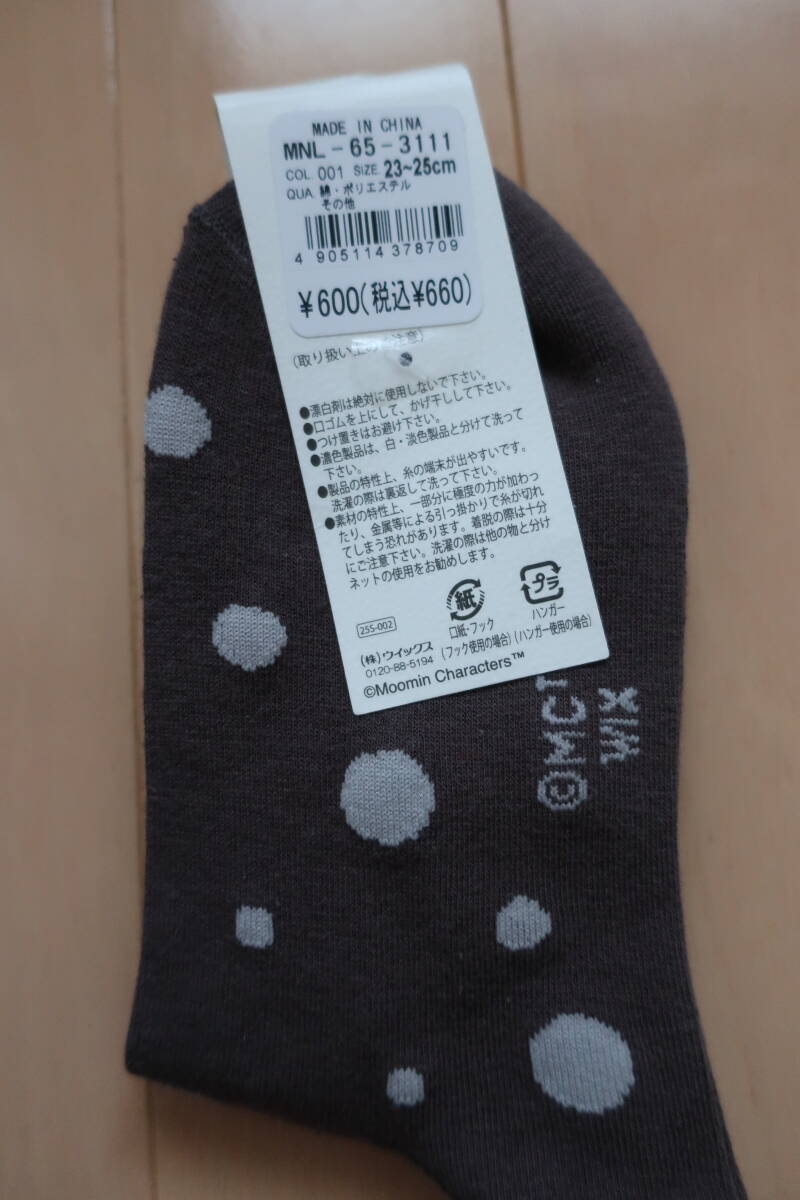 MADE IN CHINA
MNL-65-3111
COL. 001 SIZE. 23~25cm
QUA. 綿・ポリエステル
その他
4 905114 378709
¥600(税込¥660)
(取り扱い上の注意)
●漂白剤は絶対に使用しないで下さい。
●口ゴムを上にして、かげ干しして下さい。
●つけ置きはお避け下さい。
●濃色製品は、白・淡色製品と分けて洗って
下さい。
●製品の特性上、糸の端末が出やすいです。
洗濯の際は裏返して洗って下さい。
●素材の特性上、一部分に極度の力が加わっ
たり、金属等による引っ掛かりで糸が切れ
てしまう恐れがあります。着脱の際は十分
にご注意下さい。洗濯の際は他の物と分け
ネットの使用をお勧めします。
紙
プラ
口紙・フック
ハンガー
(フック使用の場合)(ハンガー使用の場合)
255-002
(株)ウイックス
0120-88-5194
©Moomin Characters™
©MCT
WIX